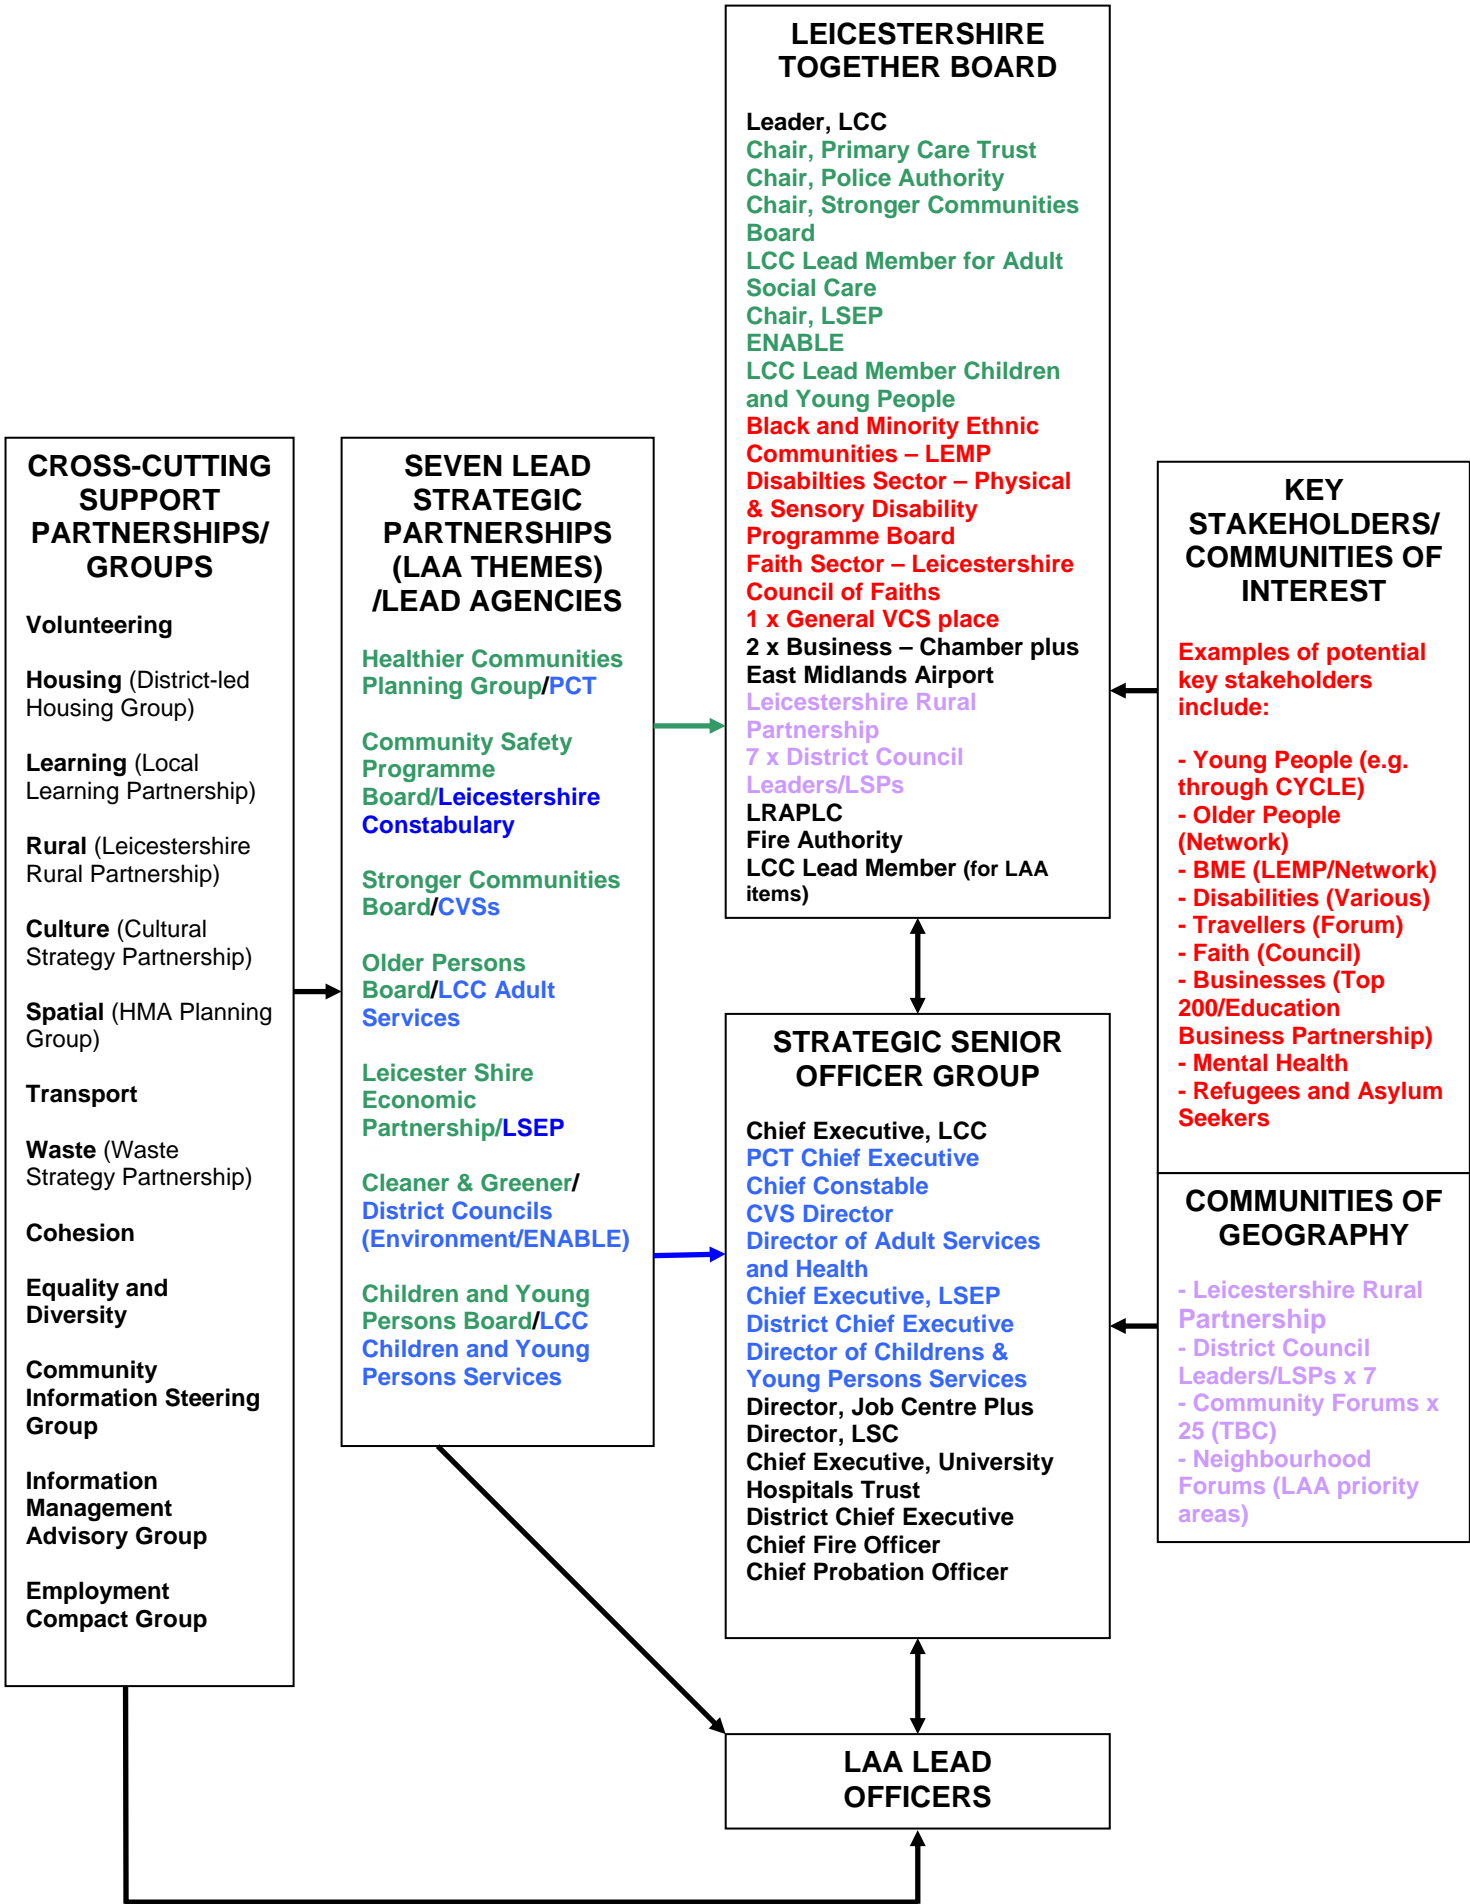 LEICESTERSHIRE
TOGETHER BOARD
Leader, LCC
Chair, Primary Care Trust
Chair, Police Authority
Chair, Stronger Communities
Board
LCC Lead Member for Adult
Social Care
Chair, LSEP
ENABLE
LCC Lead Member Children
and Young People
Black and Minority Ethnic
Communities – LEMP
Disabilties Sector – Physical
& Sensory Disability
Programme Board
Faith Sector – Leicestershire
Council of Faiths
1 x General VCS place
2 x Business – Chamber plus
East Midlands Airport
Leicestershire Rural
Partnership
7 x District Council
Leaders/LSPs
LRAPLC
Fire Authority
LCC Lead Member (for LAA
items)
CROSS-CUTTING
SUPPORT
PARTNERSHIPS/
GROUPS
Volunteering
Housing (District-led
Housing Group)
Learning (Local
Learning Partnership)
Rural (Leicestershire
Rural Partnership)
Culture (Cultural
Strategy Partnership)
Spatial (HMA Planning
Group)
Transport
Waste (Waste
Strategy Partnership)
Cohesion
Equality and
Diversity
Community
Information Steering
Group
Information
Management
Advisory Group
Employment
Compact Group
SEVEN LEAD
STRATEGIC
PARTNERSHIPS
(LAA THEMES)
/LEAD AGENCIES
Healthier Communities
Planning Group/PCT
Community Safety
Programme
Board/Leicestershire
Constabulary
Stronger Communities
Board/CVSs
Older Persons
Board/LCC Adult
Services
Leicester Shire
Economic
Partnership/LSEP
Cleaner & Greener/
District Councils
(Environment/ENABLE)
Children and Young
Persons Board/LCC
Children and Young
Persons Services
STRATEGIC SENIOR
OFFICER GROUP
Chief Executive, LCC
PCT Chief Executive
Chief Constable
CVS Director
Director of Adult Services
and Health
Chief Executive, LSEP
District Chief Executive
Director of Childrens &
Young Persons Services
Director, Job Centre Plus
Director, LSC
Chief Executive, University
Hospitals Trust
District Chief Executive
Chief Fire Officer
Chief Probation Officer
KEY
STAKEHOLDERS/
COMMUNITIES OF
INTEREST
Examples of potential
key stakeholders
include:
- Young People (e.g.
through CYCLE)
- Older People
(Network)
- BME (LEMP/Network)
- Disabilities (Various)
- Travellers (Forum)
- Faith (Council)
- Businesses (Top
200/Education
Business Partnership)
- Mental Health
- Refugees and Asylum
Seekers
COMMUNITIES OF
GEOGRAPHY
- Leicestershire Rural
Partnership
- District Council
Leaders/LSPs x 7
- Community Forums x
25 (TBC)
- Neighbourhood
Forums (LAA priority
areas)
LAA LEAD
OFFICERS